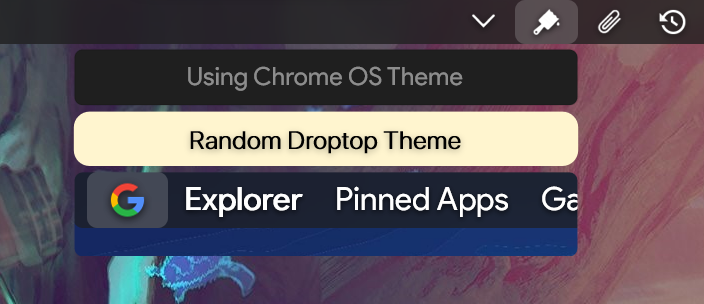 Using Chrome OS Theme
Random Droptop Theme
Explorer Pinned Apps Ga